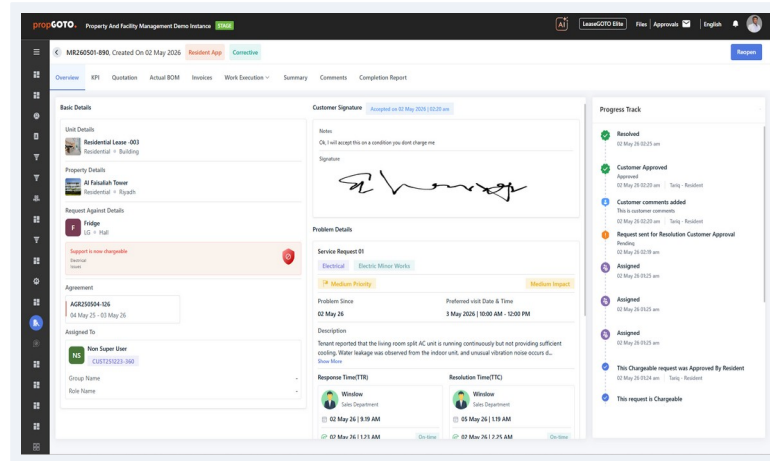 propGOTO. Property And Facility Management Demo Instance STAGE
AI LeaseGOTO Elite Files Approvals English
MR260501-890, Created On 02 May 2026 Resident App Corrective
Reopen
Overview KPI Quotation Actual BOM Invoices Work Execution Summary Comments Completion Report
Basic Details
Unit Details
Residential Lease -003
Residential Building
Property Details
Al Faisaliah Tower
Residential Riyadh
Request Against Details
F
Fridge
LG Hall
Support is now chargeable
Electrical
Issues
Agreement
AGR250504-126
04 May 25 - 03 May 26
Assigned To
NS
Non Super User
CUST251223-360
Group Name -
Role Name -
Customer Signature Accepted on 02 May 2026 | 02:20 am
Notes
Ok, I will accept this on a condition you dont charge me
Signature
Problem Details
Service Request 01
Electrical Electric Minor Works
Medium Priority Medium Impact
Problem Since Preferred visit Date & Time
02 May 26 3 May 2026 | 10:00 AM - 12:00 PM
Description
Tenant reported that the living room split AC unit is running continuously but not providing sufficient
cooling. Water leakage was observed from the indoor unit, and unusual vibration noise occurs d...
Show More
Response Time(TTR) Resolution Time(TTC)
Winslow Winslow
Sales Department Sales Department
02 May 26 | 9.19 AM 05 May 26 | 1.19 AM
02 May 26 | 1.23 AM On-time 02 May 26 | 2.25 AM On-time
Progress Track
Resolved
02 May 26 02:25 am
Customer Approved
Approved
02 May 26 02:20 am Tariq - Resident
Customer comments added
This is customer comments
02 May 26 02:20 am Tariq - Resident
Request sent for Resolution Customer Approval
Pending
02 May 26 02:19 am
Assigned
02 May 26 01:25 am
Assigned
02 May 26 01:25 am
Assigned
02 May 26 01:25 am
This Chargeable request was Approved By Resident
02 May 26 01:24 am Tariq - Resident
This request is Chargeable